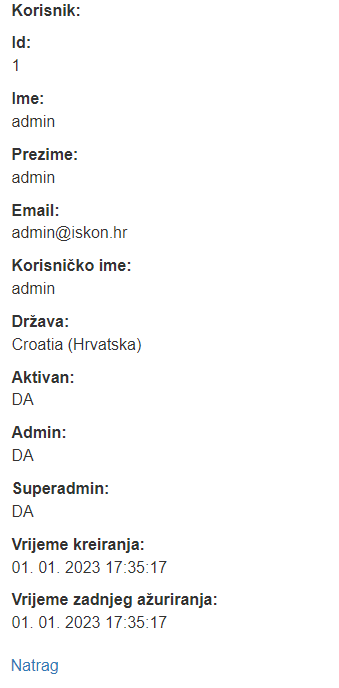 Korisnik:
Id:
1
Ime:
admin
Prezime:
admin
Email:
admin@iskon.hr
Korisničko ime:
admin
Država:
Croatia (Hrvatska)
Aktivan:
DA
Admin:
DA
Superadmin:
DA
Vrijeme kreiranja:
01. 01. 2023 17:35:17
Vrijeme zadnjeg ažuriranja:
01. 01. 2023 17:35:17
Natrag